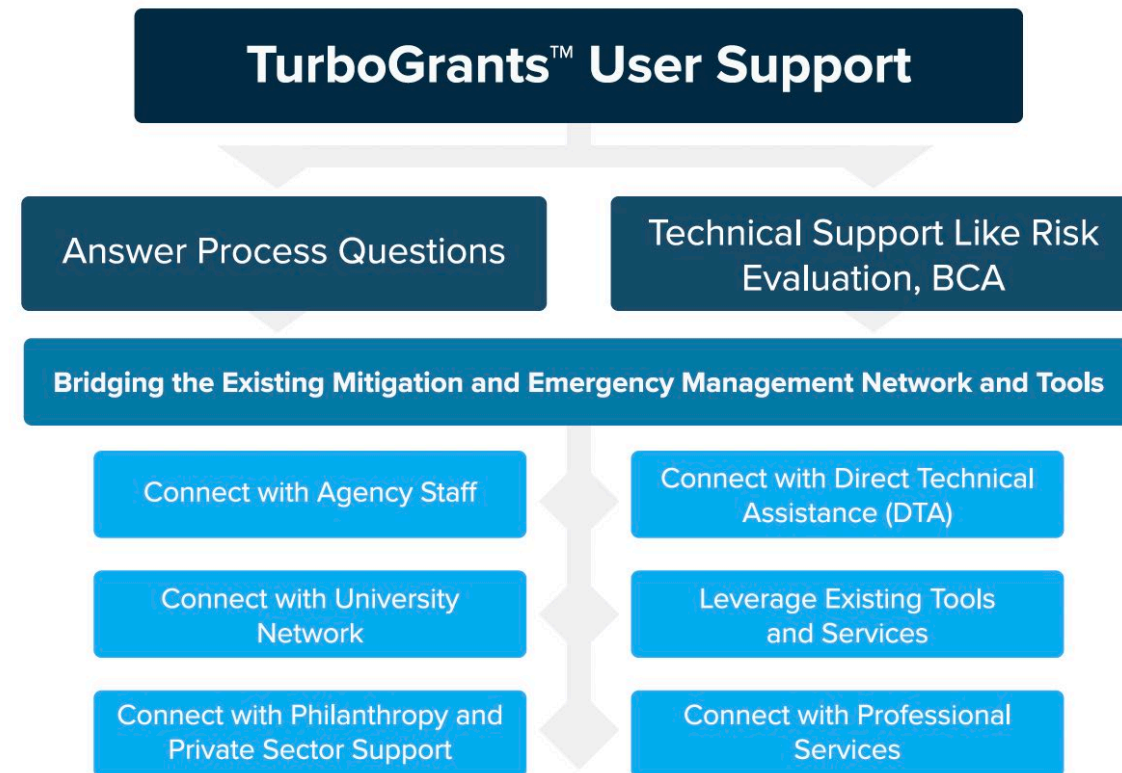 TurboGrants™ User Support
Answer Process Questions
Technical Support Like Risk
Evaluation, BCA
Bridging the Existing Mitigation and Emergency Management Network and Tools
Connect with Agency Staff
Connect with Direct Technical
Assistance (DTA)
Connect with University
Network
Leverage Existing Tools
and Services
Connect with Philanthropy and
Private Sector Support
Connect with Professional
Services